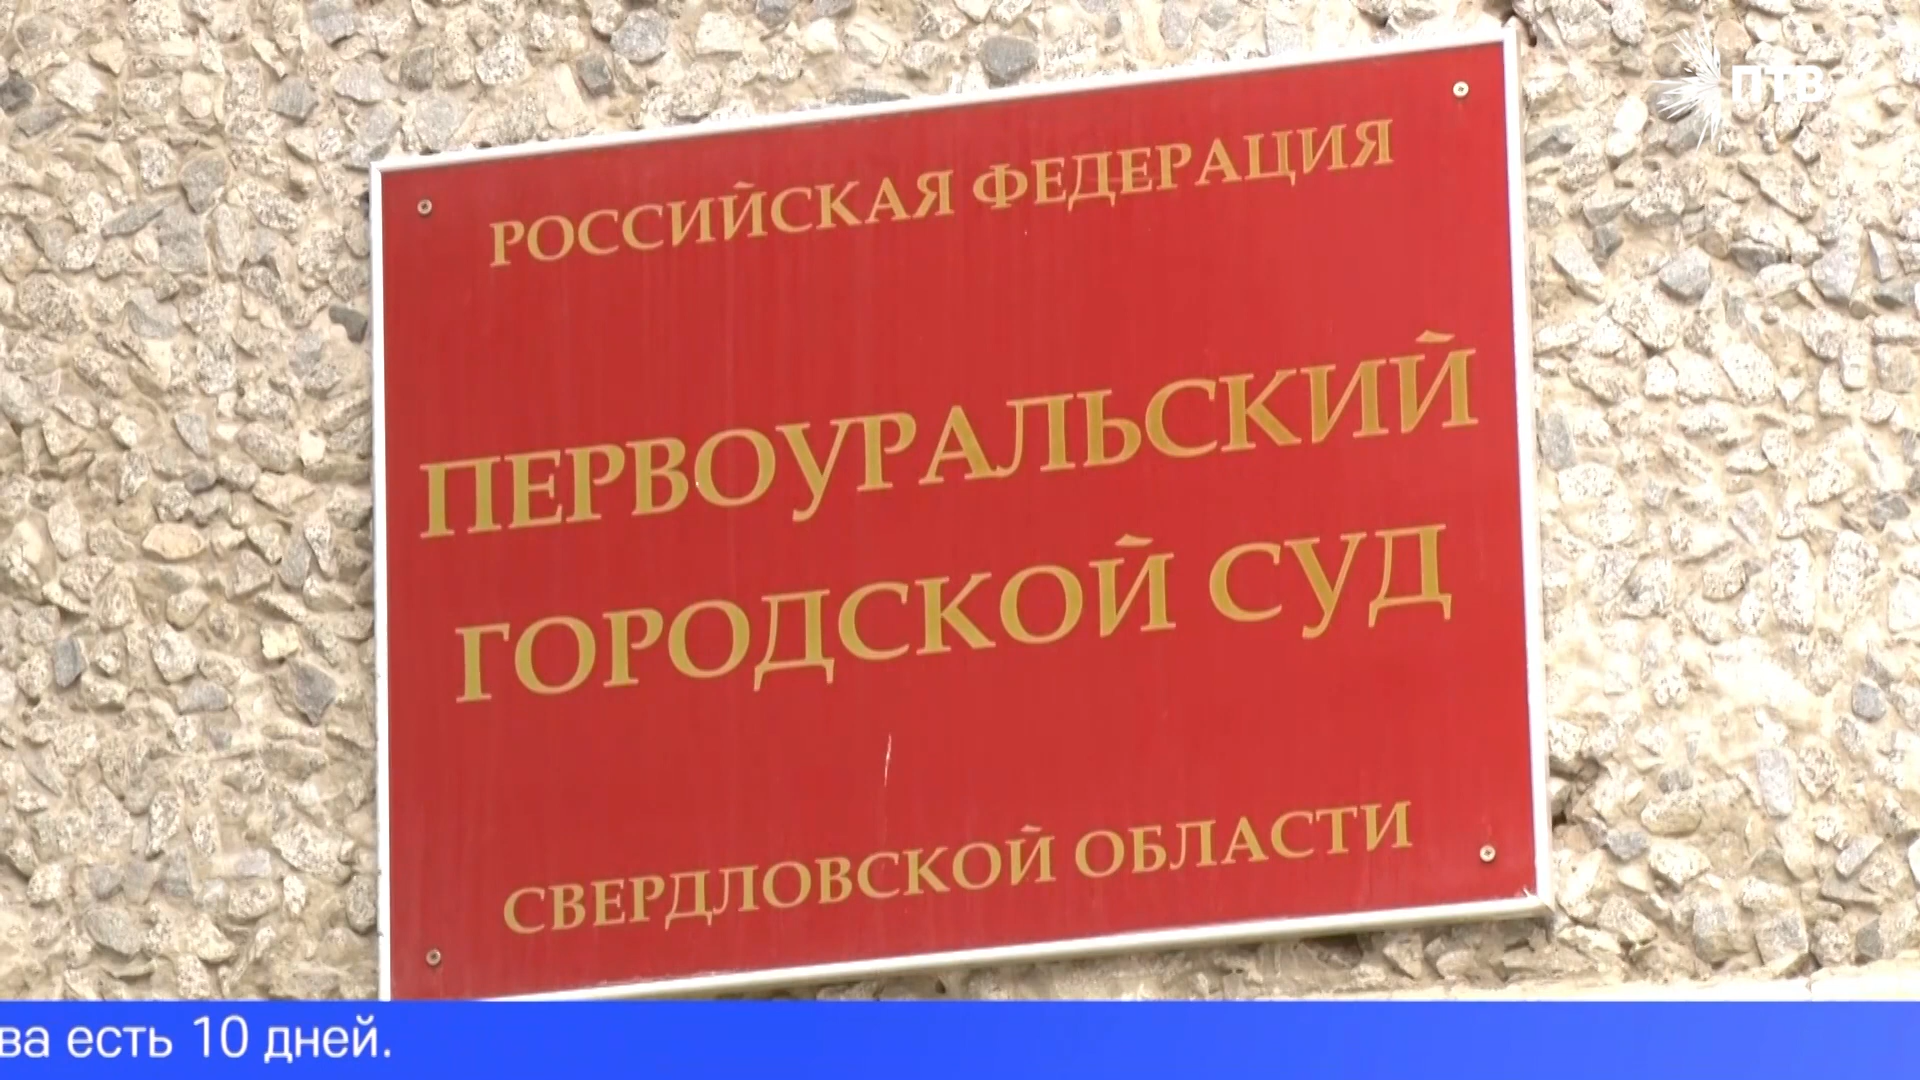 ПТВ
РОССИЙСКАЯ ФЕДЕРАЦИЯ
ПЕРВОУРАЛЬСКИЙ
ГОРОДСКОЙ СУД
СВЕРДЛОВСКОЙ ОБЛАСТИ
ва есть 10 дней.